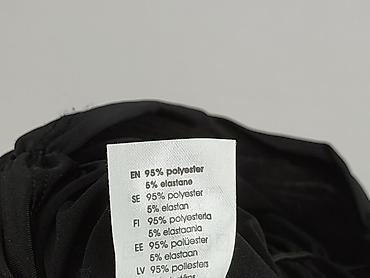 EN 95% polyester
5% elastane
SE 95% polyester
5% elastan
FI 95% polyesteria
5% elastaania
EE 95% polüester
5% elastaan
LV 95% poliesters